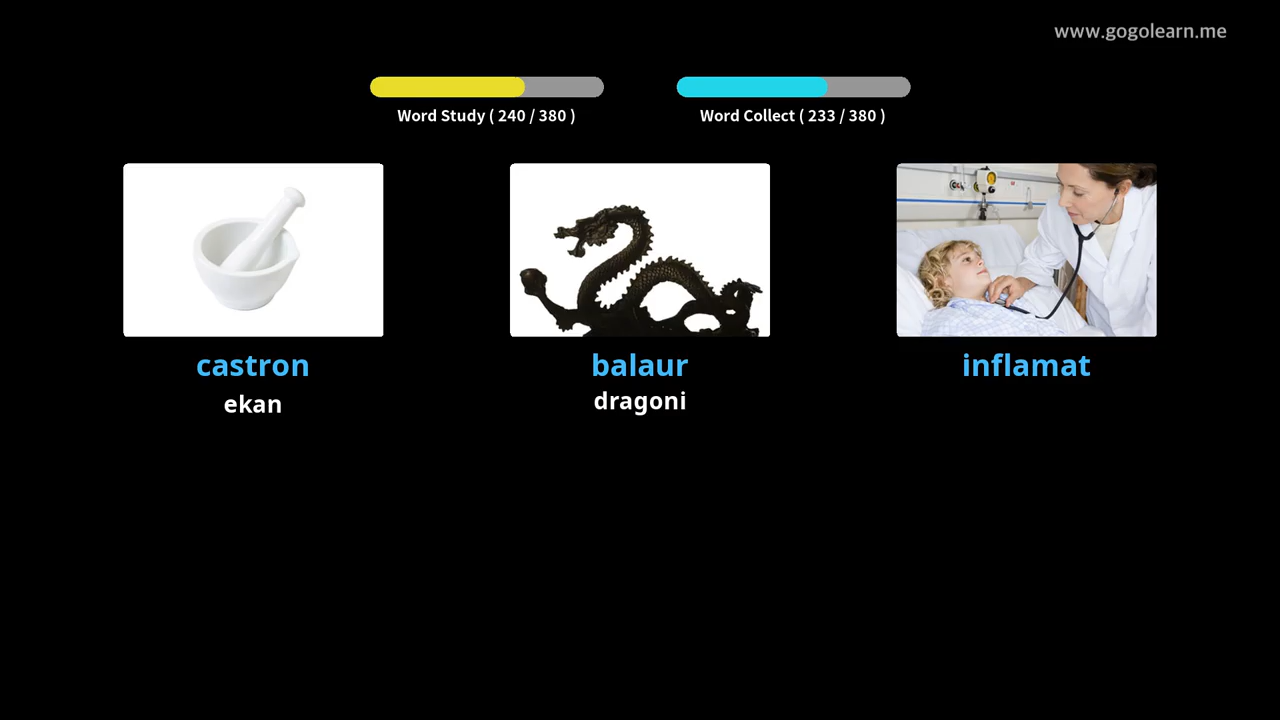 www.gogolearn.me
Word Study ( 240 / 380 )
Word Collect ( 233 / 380 )
castron
balaur
inflamat
ekan
dragoni